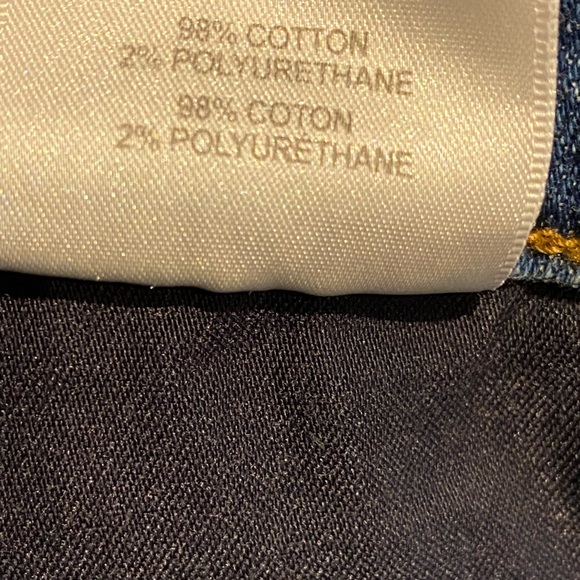 98% COTTON
2% POLYURETHANE
98% COTON
2% POLYURÉTHANE